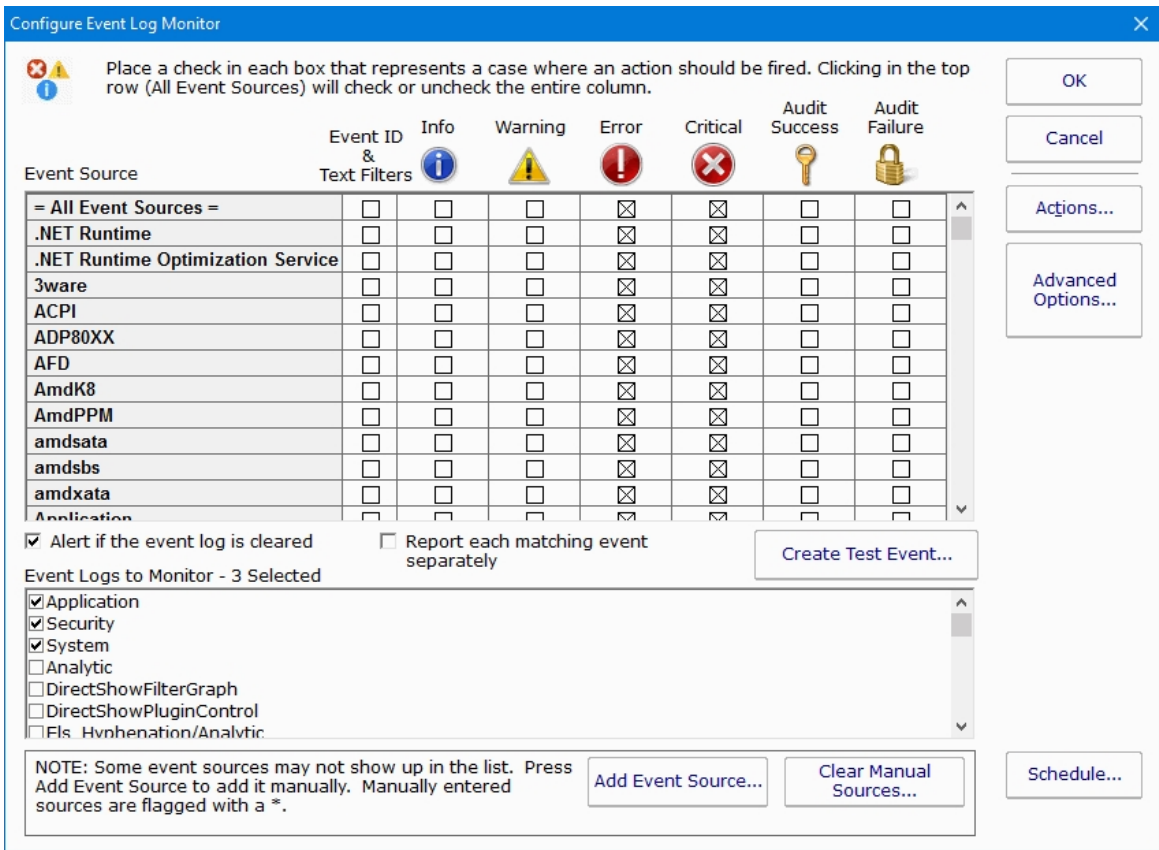 Configure Event Log Monitor
Place a check in each box that represents a case where an action should be fired. Clicking in the top
row (All Event Sources) will check or uncheck the entire column.
OK
Cancel
Actions...
Advanced
Options...
Event Source
Event ID
&
Text Filters
Info
Warning
Error
Critical
Audit
Success
Audit
Failure
= All Event Sources =
.NET Runtime
.NET Runtime Optimization Service
3ware
ACPI
ADP80XX
AFD
AmdK8
AmdPPM
amdsata
amdsbs
amdxata
Application
Alert if the event log is cleared
Report each matching event
separately
Create Test Event...
Event Logs to Monitor - 3 Selected
Application
Security
System
Analytic
DirectShowFilterGraph
DirectShowPluginControl
Els_Hyphenation/Analytic
NOTE: Some event sources may not show up in the list. Press
Add Event Source to add it manually. Manually entered
sources are flagged with a *.
Add Event Source...
Clear Manual
Sources...
Schedule...